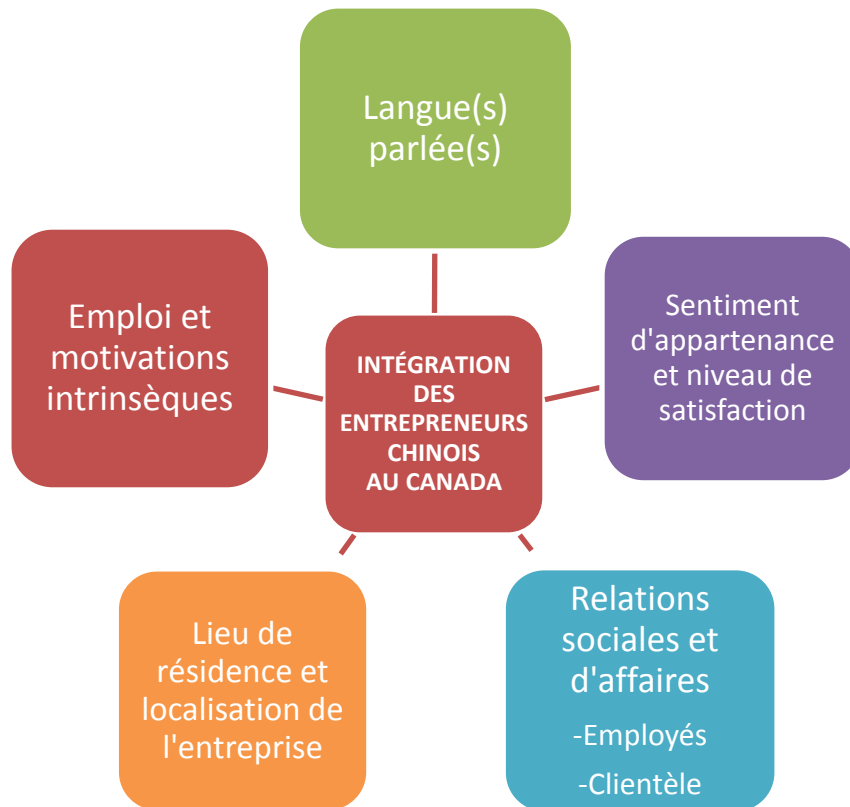 Langue(s)
parlée(s)
Emploi et
motivations
intrinsèques
INTÉGRATION
DES
ENTREPRENEURS
CHINOIS
AU CANADA
Sentiment
d'appartenance
et niveau de
satisfaction
Lieu de
résidence et
localisation de
l'entreprise
Relations
sociales et
d'affaires
-Employés
-Clientèle